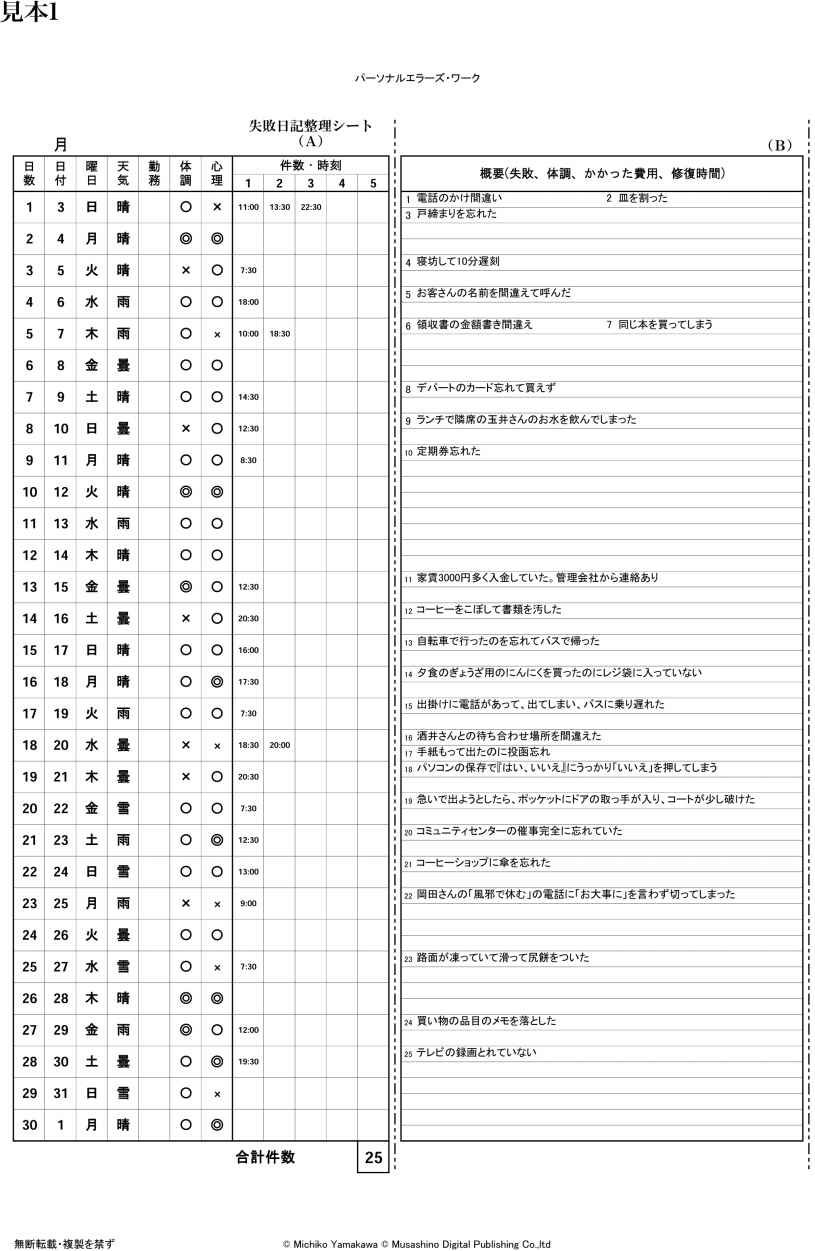 見本1
パーソナルエラーズ・ワーク
失敗日記整理シート
月 （A） （B）
日数 日付 曜日 天気 勤務 体調 心理 件数・時刻 概要(失敗、体調、かかった費用、修復時間)
1 2 3 4 5
1 3 日 晴 ○ × 11:00 13:30 22:30 1 電話のかけ間違い 2 皿を割った
3 戸締まりを忘れた
2 4 月 晴 ◎ ◎
3 5 火 晴 × ○ 7:30 4 寝坊して10分遅刻
4 6 水 雨 ○ ○ 18:00 5 お客さんの名前を間違えて呼んだ
5 7 木 雨 ○ × 10:00 18:30 6 領収書の金額書き間違え 7 同じ本を買ってしまう
6 8 金 曇 ○ ○
7 9 土 晴 ○ ○ 14:30 8 デパートのカード忘れて買えず
8 10 日 曇 × ○ 12:30 9 ランチで隣席の玉井さんのお水を飲んでしまった
9 11 月 晴 ○ ○ 8:30 10 定期券忘れた
10 12 火 晴 ◎ ◎
11 13 水 雨 ○ ○
12 14 木 晴 ○ ○
13 15 金 曇 ◎ ○ 12:30 11 家賃3000円多く入金していた。管理会社から連絡あり
14 16 土 曇 × ○ 20:30 12 コーヒーをこぼして書類を汚した
15 17 日 晴 ○ ○ 16:00 13 自転車で行ったのを忘れてバスで帰った
16 18 月 晴 ○ ◎ 17:30 14 夕食のぎょうざ用のにんにくを買ったのにレジ袋に入っていない
17 19 火 雨 ○ ○ 7:30 15 出掛けに電話があって、出てしまい、バスに乗り遅れた
18 20 水 曇 × × 18:30 20:00 16 酒井さんとの待ち合わせ場所を間違えた
17 手紙もって出たのに投函忘れ
19 21 木 曇 × ○ 20:30 18 パソコンの保存で『はい、いいえ』にうっかり「いいえ」を押してしまう
20 22 金 雪 ○ ○ 7:30 19 急いで出ようとしたら、ポッケットにドアの取っ手が入り、コートが少し破けた
21 23 土 雨 ○ ◎ 12:30 20 コミュニティセンターの催事完全に忘れていた
22 24 日 雪 ○ ○ 13:00 21 コーヒーショップに傘を忘れた
23 25 月 雨 × × 9:00 22 岡田さんの「風邪で休む」の電話に「お大事に」を言わず切ってしまった
24 26 火 曇 ○ ○
25 27 水 雪 ○ × 7:30 23 路面が凍っていて滑って尻餅をついた
26 28 木 晴 ◎ ◎
27 29 金 雨 ◎ ○ 12:00 24 買い物の品目のメモを落とした
28 30 土 曇 ○ ◎ 19:30 25 テレビの録画とれていない
29 31 日 雪 ○ ×
30 1 月 晴 ○ ◎
合計件数 25
無断転載・複製を禁ず © Michiko Yamakawa © Musashino Digital Publishing Co.,ltd